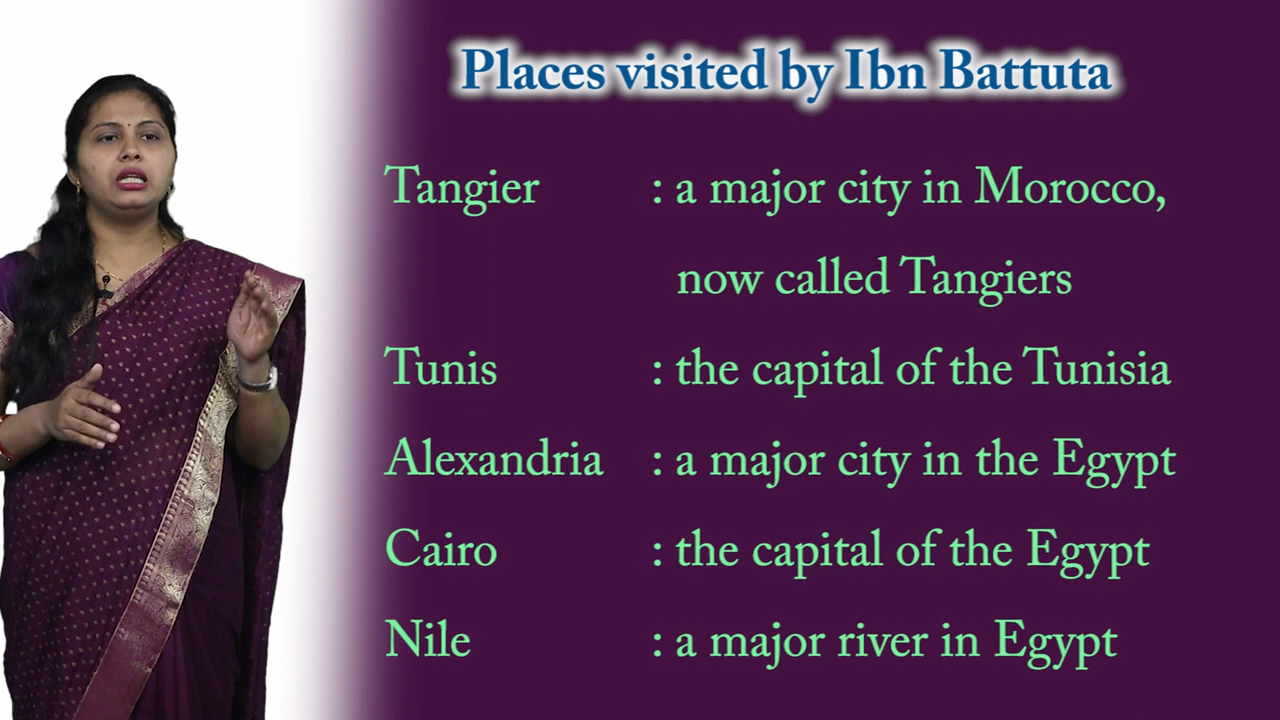 Places visited by Ibn Battuta
Tangier : a major city in Morocco,
now called Tangiers
Tunis : the capital of the Tunisia
Alexandria : a major city in the Egypt
Cairo : the capital of the Egypt
Nile : a major river in Egypt